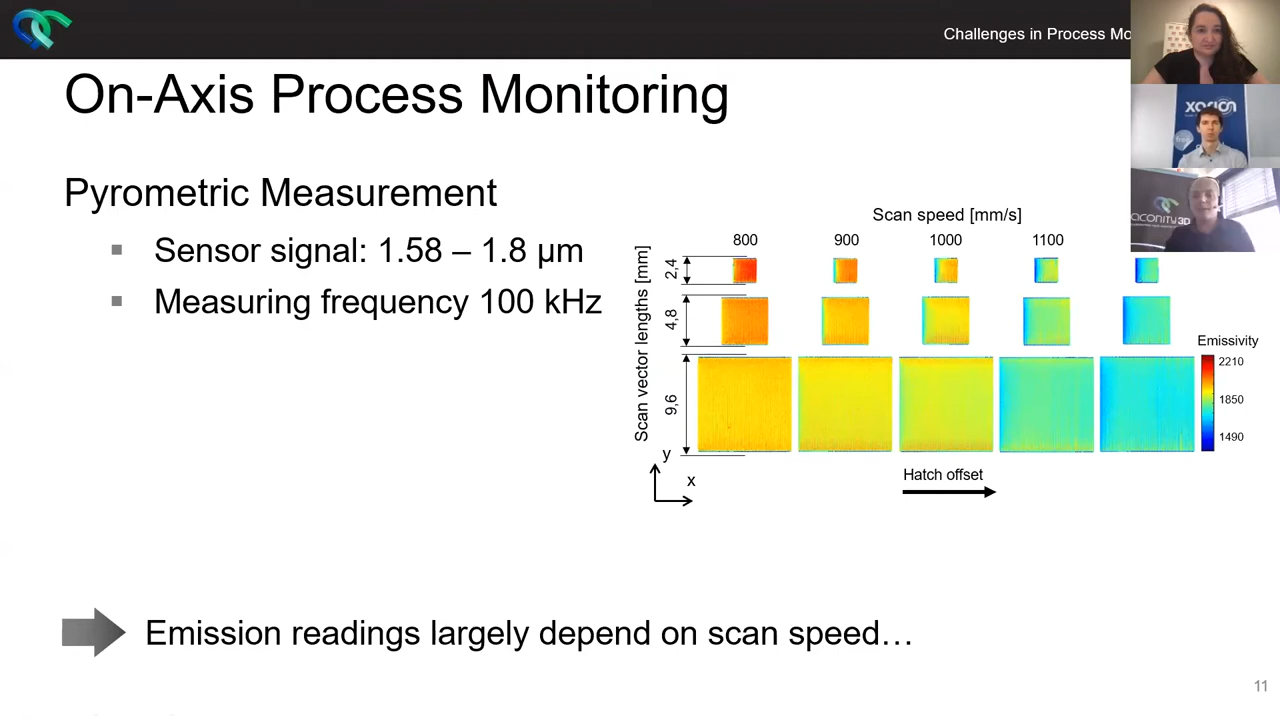 Challenges in Process Mo
On-Axis Process Monitoring
Pyrometric Measurement
Sensor signal: 1.58 – 1.8 µm
Measuring frequency 100 kHz
Scan speed [mm/s]
800 900 1000 1100
Scan vector lengths [mm]
2,4
4,8
9,6
y
x
Hatch offset
Emissivity
2210
1850
1490
Emission readings largely depend on scan speed…
11
xarion
aconity3D